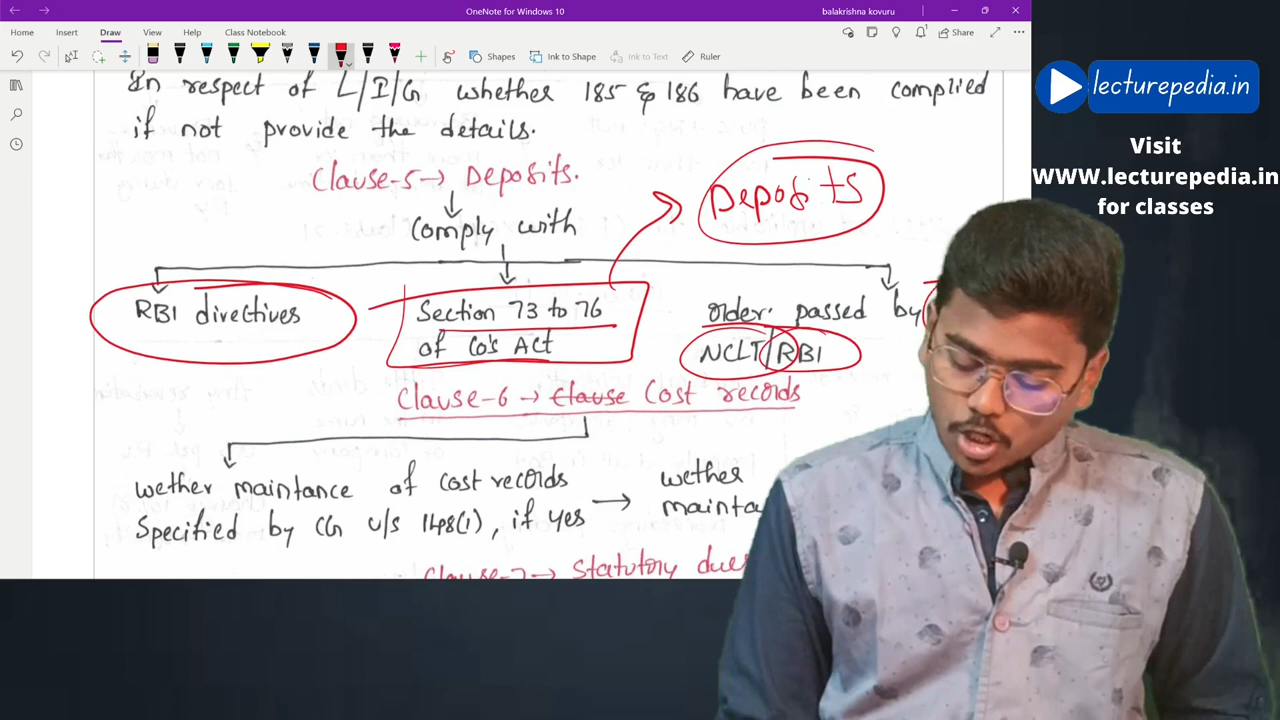 OneNote for Windows 10
balakrishna kovuru
Home Insert Draw View Help Class Notebook
Share
Shapes Ink to Shape Ink to Text Ruler
In respect of L/I/G whether 185 & 186 have been complied
if not provide the details.
Clause-5→ Deposits.
Deposits
Comply with
RBI directives
Section 73 to 76
of Co's Act
order passed by
NCLT/RBI
Clause-6 → Clause Cost records
wether maintance of cost records
Specified by CG u/s 148(1), if yes → wether
Clause-7→ Statutory dues
lecturepedia.in
Visit
www.lecturepedia.in
for classes